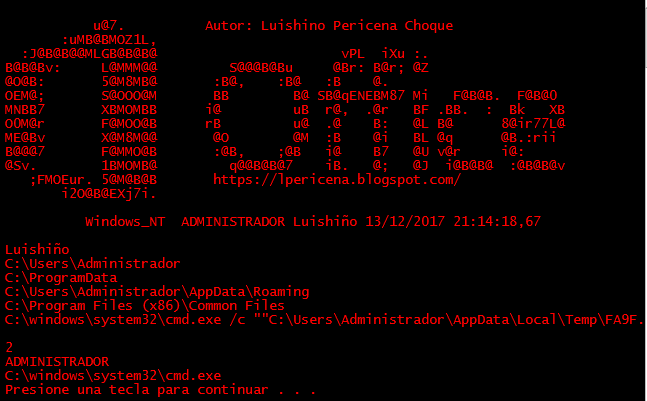 u@7.          Autor: Luishino Pericena Choque
:uMB@BMOZ1L,
:J@B@B@@MLGB@B@B@                       vPL  iXu :.
B@B@Bv:     L@MMM@@         S@@@B@Bu     @Br: B@r; @Z
@O@B:       5@M8MB@       :B@,    :B@   :B    @.
OEM@;       S@OOO@M       BB        B@ SB@qENEBM87 Mi   F@B@B.  F@B@O
MNBB7       XBMOMBB      i@         uB  r@,  .@r   BF .BB.  :  Bk   XB
OOM@r       F@MOO@B      rB         u@  .@    B:   @L B@      8@ir77L@
ME@Bv       X@M8M@@       @O       @M  :B    @i   BL @q      @B.:rii
B@@@7       F@MMO@B       :@B,    ;@B   i@    B7   @U v@r     i@:
@Sv.        1BMOMB@         q@@B@B@7    iB.   @;   @J  i@B@B@  :@B@B@v
;FMOEur. 5@M@B@B       https://lpericena.blogspot.com/
i2O@B@EXj7i.
Windows_NT  ADMINISTRADOR Luishiño 13/12/2017 21:14:18,67
Luishiño
C:\Users\Administrador
C:\ProgramData
C:\Users\Administrador\AppData\Roaming
C:\Program Files (x86)\Common Files
C:\windows\system32\cmd.exe /c ""C:\Users\Administrador\AppData\Local\Temp\FA9F.
2
ADMINISTRADOR
C:\windows\system32\cmd.exe
Presione una tecla para continuar . . .